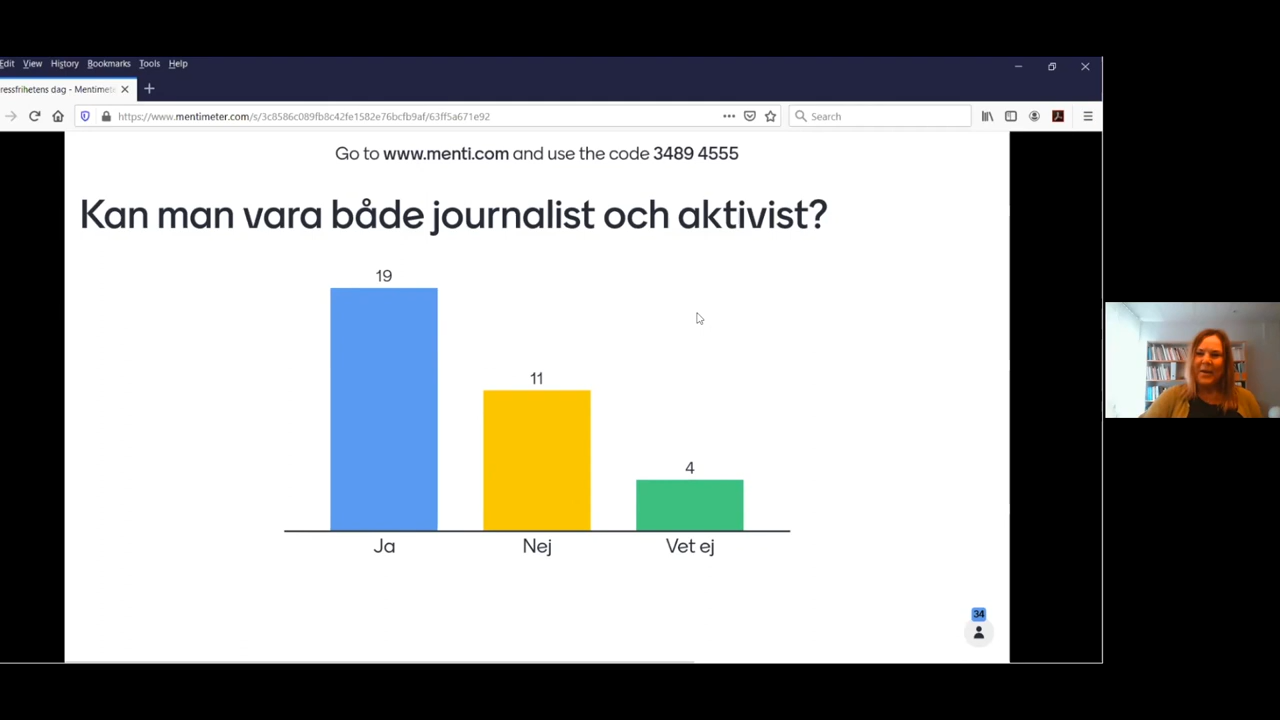 Edit View History Bookmarks Tools Help
ressfrihetens dag - Mentimete
https://www.mentimeter.com/s/3c8586c089fb8c42fe1582e76bcfb9af/63ff5a671e92
Search
Go to www.menti.com and use the code 3489 4555
Kan man vara både journalist och aktivist?
19
11
4
Ja Nej Vet ej
34